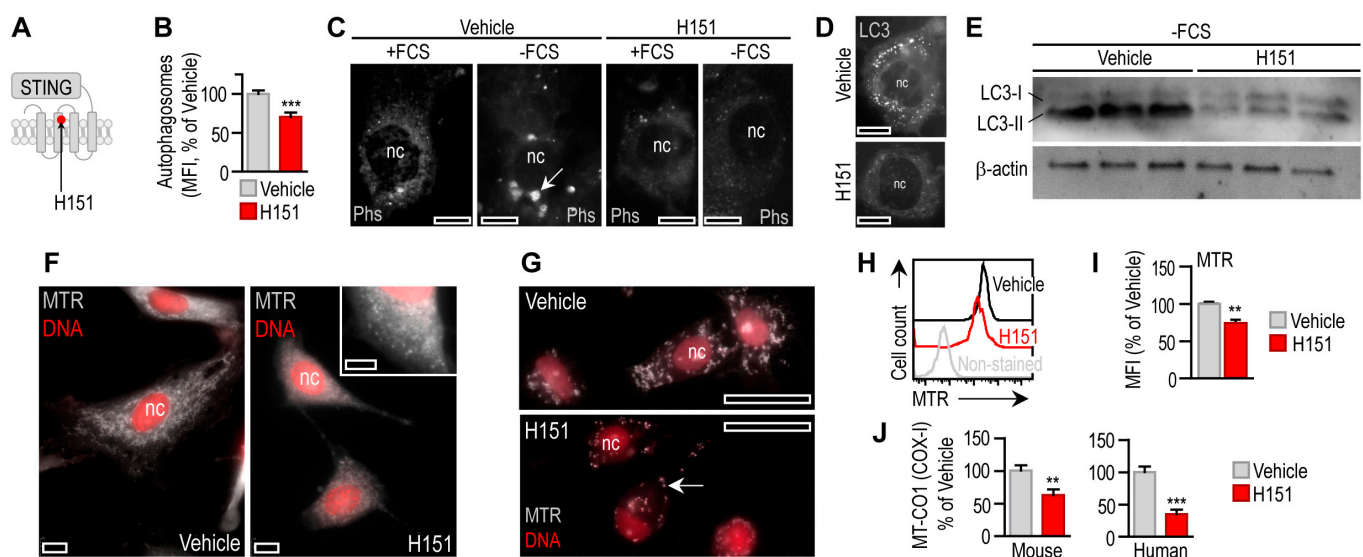 A
STING
H151
B
Autophagosomes
(MFI, % of Vehicle)
100
50
0
***
Vehicle
H151
C
Vehicle
H151
+FCS
-FCS
+FCS
-FCS
nc
nc
nc
nc
Phs
Phs
Phs
Phs
D
LC3
Vehicle
nc
H151
nc
E
-FCS
Vehicle
H151
LC3-I
LC3-II
β-actin
F
MTR
DNA
nc
Vehicle
MTR
DNA
nc
H151
G
Vehicle
nc
H151
nc
MTR
DNA
H
Cell count
Vehicle
H151
Non-stained
MTR
I
MTR
MFI (% of Vehicle)
150
100
50
0
**
Vehicle
H151
J
MT-CO1 (COX-I)
% of Vehicle
150
100
50
0
**
Mouse
150
100
50
0
***
Human
Vehicle
H151